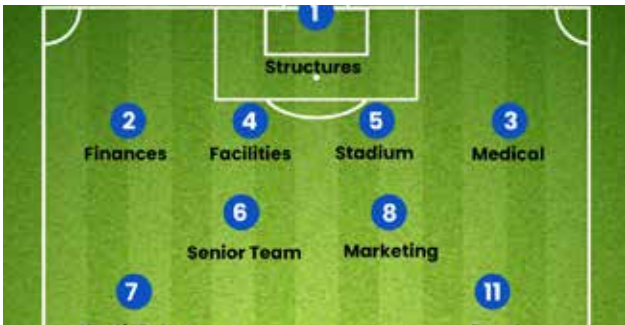 1
Structures
2 4 5 3
Finances Facilities Stadium Medical
6 8
Senior Team Marketing
7 11